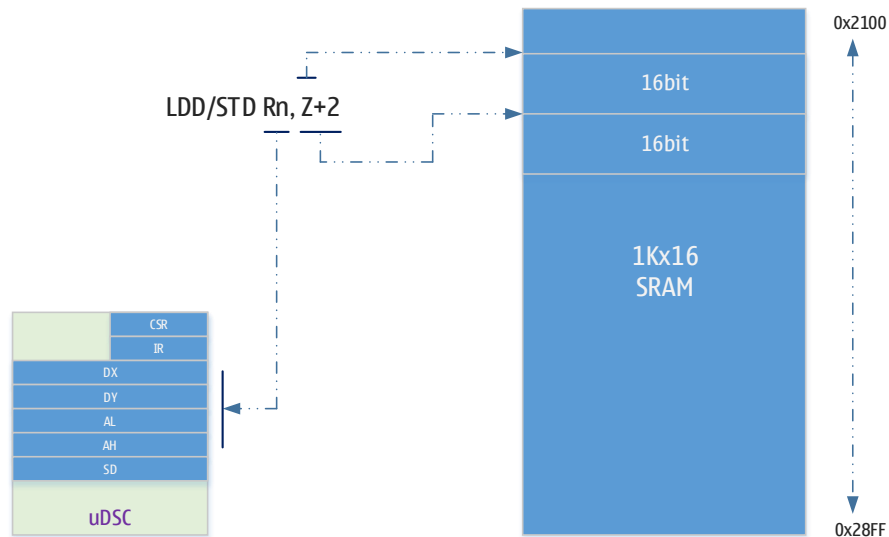 0x2100
16bit
LDD/STD Rn, Z+2
16bit
1Kx16
SRAM
CSR
IR
DX
DY
AL
AH
SD
uDSC
0x28FF